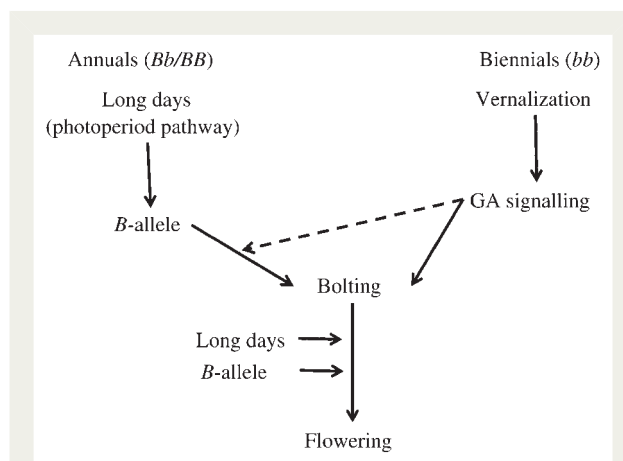 Annuals (Bb/BB)
Biennials (bb)
Long days
(photoperiod pathway)
Vernalization
B-allele
GA signalling
Bolting
Long days
B-allele
Flowering